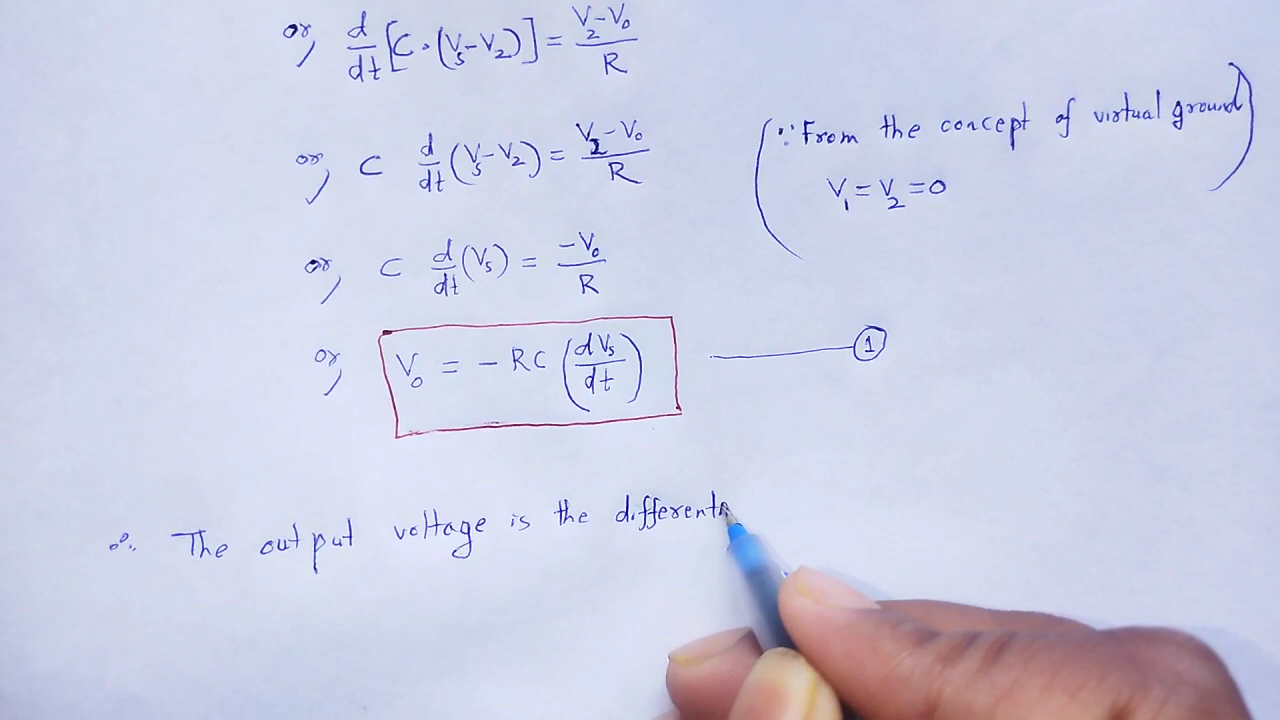 or, d/dt [C·(Vs-V2)] = (V2-Vo)/R
or, C d/dt (Vs-V2) = (V2-Vo)/R
(∵ From the concept of virtual ground
V1 = V2 = 0)
or, C d/dt (Vs) = -Vo/R
or, Vo = - RC (dVs/dt) ——— 1
∴ The output voltage is the differenti